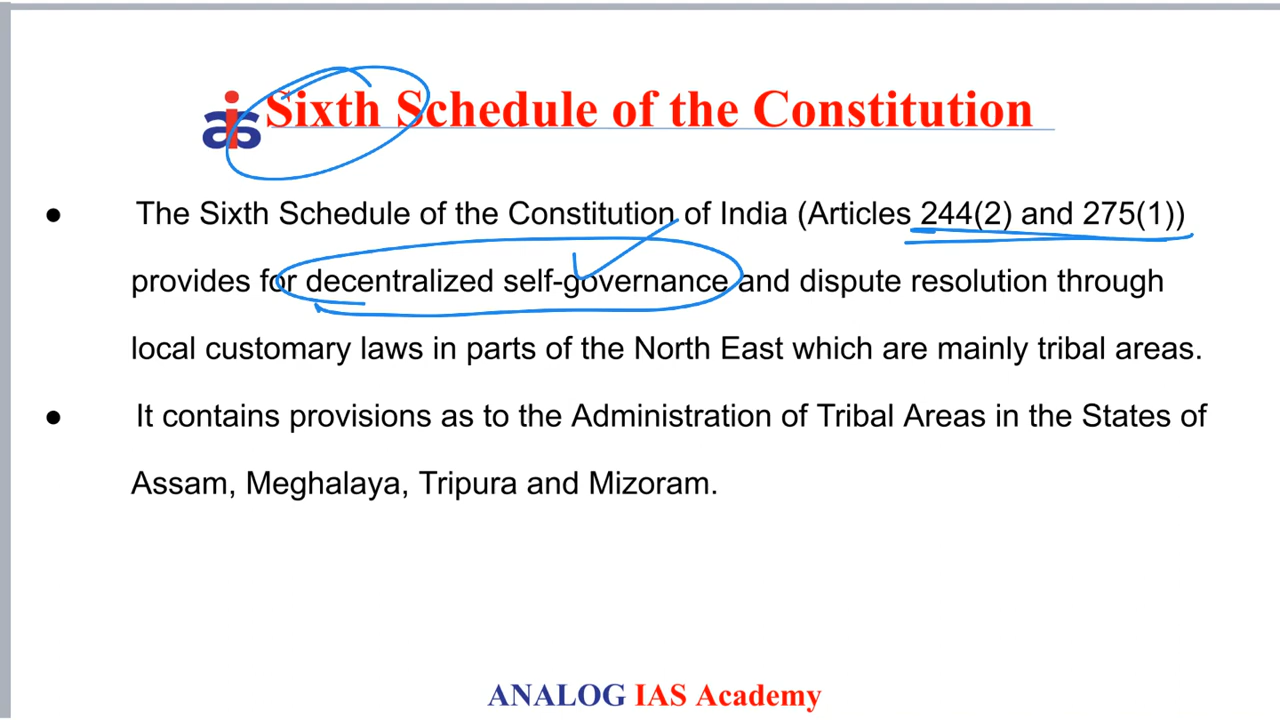 ias Sixth Schedule of the Constitution
● The Sixth Schedule of the Constitution of India (Articles 244(2) and 275(1))
provides for decentralized self-governance and dispute resolution through
local customary laws in parts of the North East which are mainly tribal areas.
● It contains provisions as to the Administration of Tribal Areas in the States of
Assam, Meghalaya, Tripura and Mizoram.
ANALOG IAS Academy